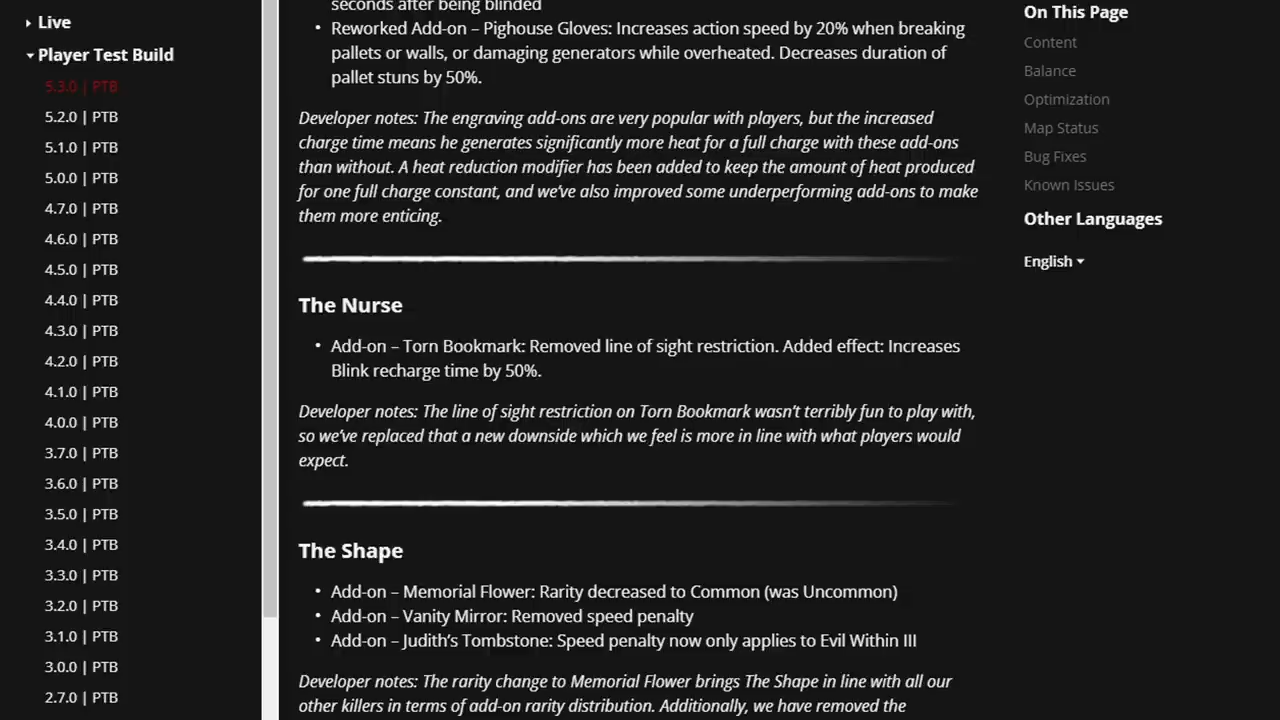 Live
Player Test Build
5.3.0 | PTB
5.2.0 | PTB
5.1.0 | PTB
5.0.0 | PTB
4.7.0 | PTB
4.6.0 | PTB
4.5.0 | PTB
4.4.0 | PTB
4.3.0 | PTB
4.2.0 | PTB
4.1.0 | PTB
4.0.0 | PTB
3.7.0 | PTB
3.6.0 | PTB
3.5.0 | PTB
3.4.0 | PTB
3.3.0 | PTB
3.2.0 | PTB
3.1.0 | PTB
3.0.0 | PTB
2.7.0 | PTB
seconds after being blinded
• Reworked Add-on – Pighouse Gloves: Increases action speed by 20% when breaking
pallets or walls, or damaging generators while overheated. Decreases duration of
pallet stuns by 50%.
Developer notes: The engraving add-ons are very popular with players, but the increased
charge time means he generates significantly more heat for a full charge with these add-ons
than without. A heat reduction modifier has been added to keep the amount of heat produced
for one full charge constant, and we've also improved some underperforming add-ons to make
them more enticing.
The Nurse
• Add-on – Torn Bookmark: Removed line of sight restriction. Added effect: Increases
Blink recharge time by 50%.
Developer notes: The line of sight restriction on Torn Bookmark wasn't terribly fun to play with,
so we've replaced that a new downside which we feel is more in line with what players would
expect.
The Shape
• Add-on – Memorial Flower: Rarity decreased to Common (was Uncommon)
• Add-on – Vanity Mirror: Removed speed penalty
• Add-on – Judith's Tombstone: Speed penalty now only applies to Evil Within III
Developer notes: The rarity change to Memorial Flower brings The Shape in line with all our
other killers in terms of add-on rarity distribution. Additionally, we have removed the
On This Page
Content
Balance
Optimization
Map Status
Bug Fixes
Known Issues
Other Languages
English